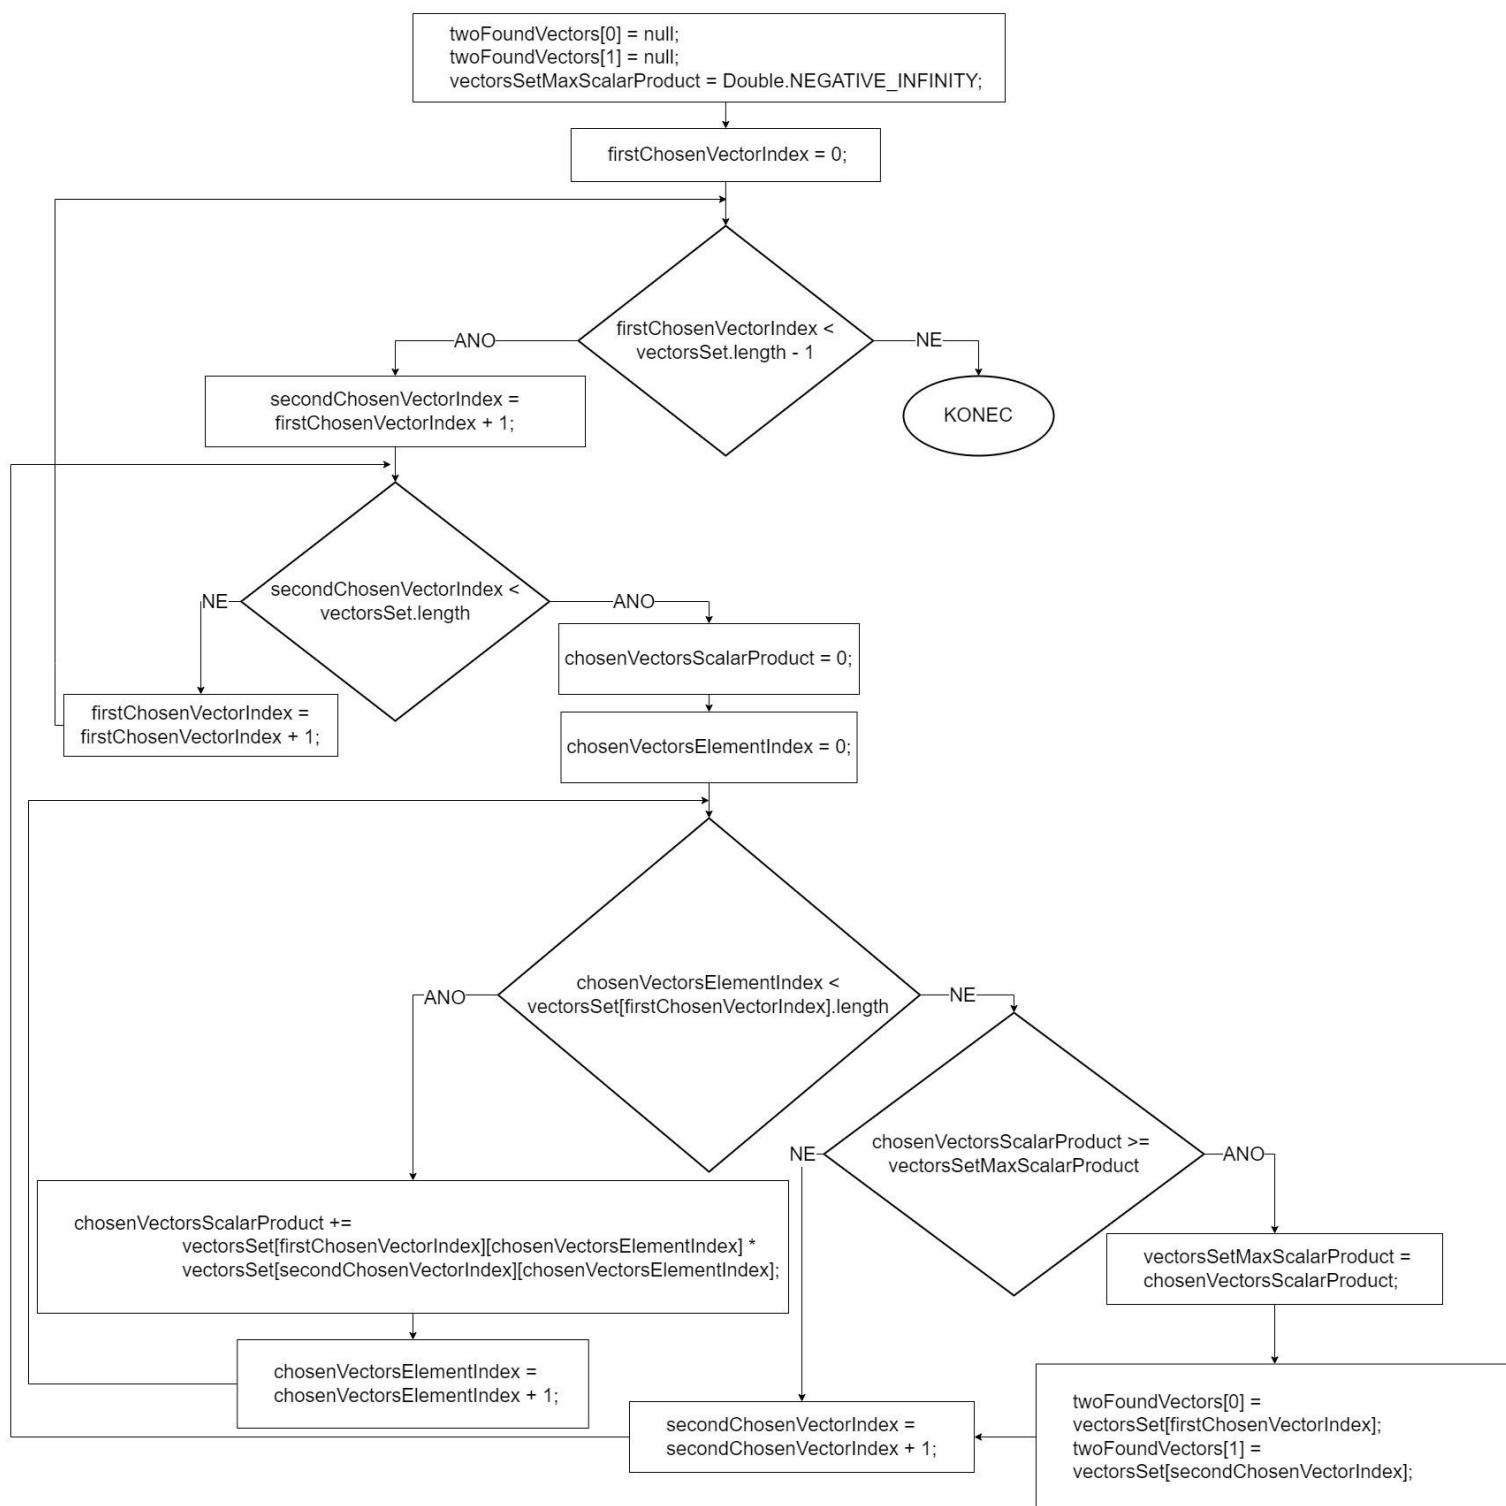 twoFoundVectors[0] = null;
twoFoundVectors[1] = null;
vectorsSetMaxScalarProduct = Double.NEGATIVE_INFINITY;
firstChosenVectorIndex = 0;
firstChosenVectorIndex <
vectorsSet.length - 1
ANO
NE
secondChosenVectorIndex =
firstChosenVectorIndex + 1;
KONEC
secondChosenVectorIndex <
vectorsSet.length
NE
ANO
chosenVectorsScalarProduct = 0;
firstChosenVectorIndex =
firstChosenVectorIndex + 1;
chosenVectorsElementIndex = 0;
chosenVectorsElementIndex <
vectorsSet[firstChosenVectorIndex].length
ANO
NE
chosenVectorsScalarProduct >=
vectorsSetMaxScalarProduct
NE
ANO
chosenVectorsScalarProduct +=
vectorsSet[firstChosenVectorIndex][chosenVectorsElementIndex] *
vectorsSet[secondChosenVectorIndex][chosenVectorsElementIndex];
vectorsSetMaxScalarProduct =
chosenVectorsScalarProduct;
chosenVectorsElementIndex =
chosenVectorsElementIndex + 1;
secondChosenVectorIndex =
secondChosenVectorIndex + 1;
twoFoundVectors[0] =
vectorsSet[firstChosenVectorIndex];
twoFoundVectors[1] =
vectorsSet[secondChosenVectorIndex];